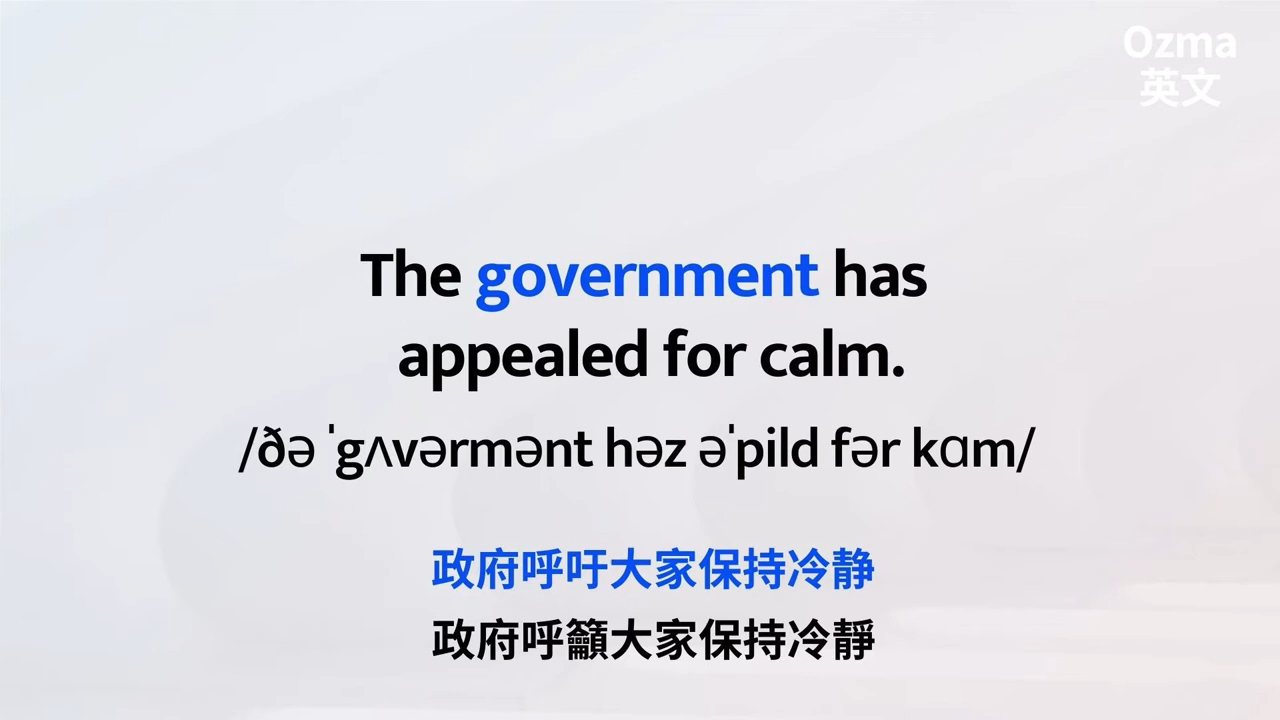 Ozma
英文
The government has
appealed for calm.
/ðə ˈgʌvərmənt həz əˈpild fər kɑm/
政府呼吁大家保持冷静
政府呼籲大家保持冷靜